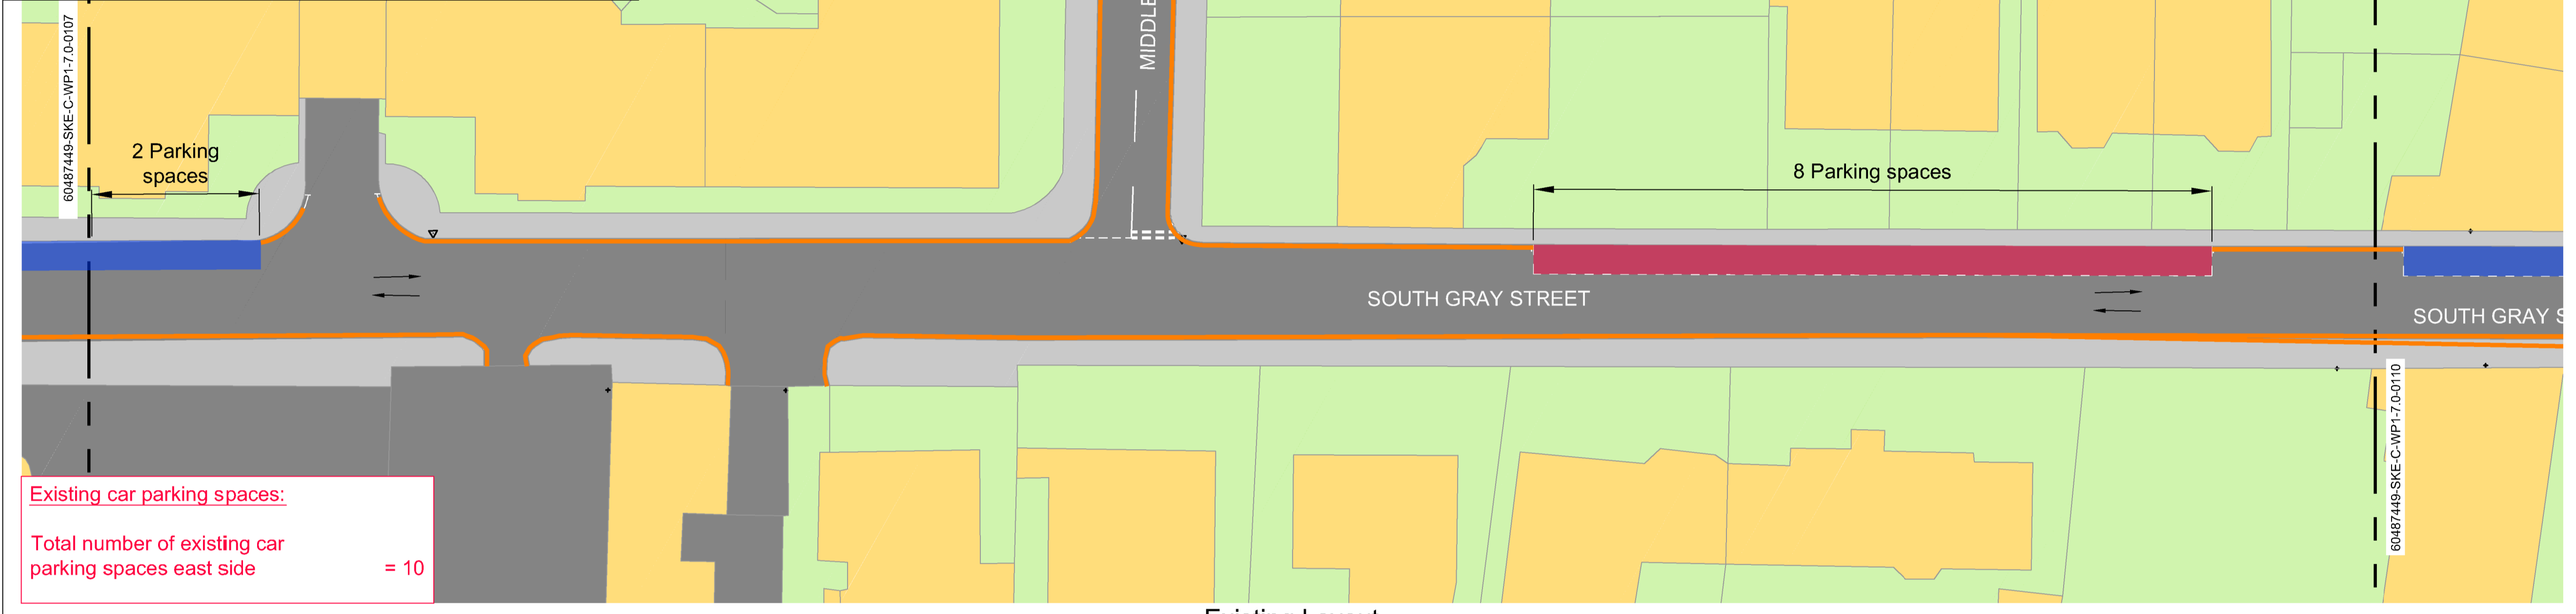 60487449-SKE-C-WP1-7.0-0107
2 Parking
spaces
MIDDLE
8 Parking spaces
SOUTH GRAY STREET
SOUTH GRAY S
60487449-SKE-C-WP1-7.0-0110
Existing car parking spaces:
Total number of existing car
parking spaces east side = 10
Existing Layout